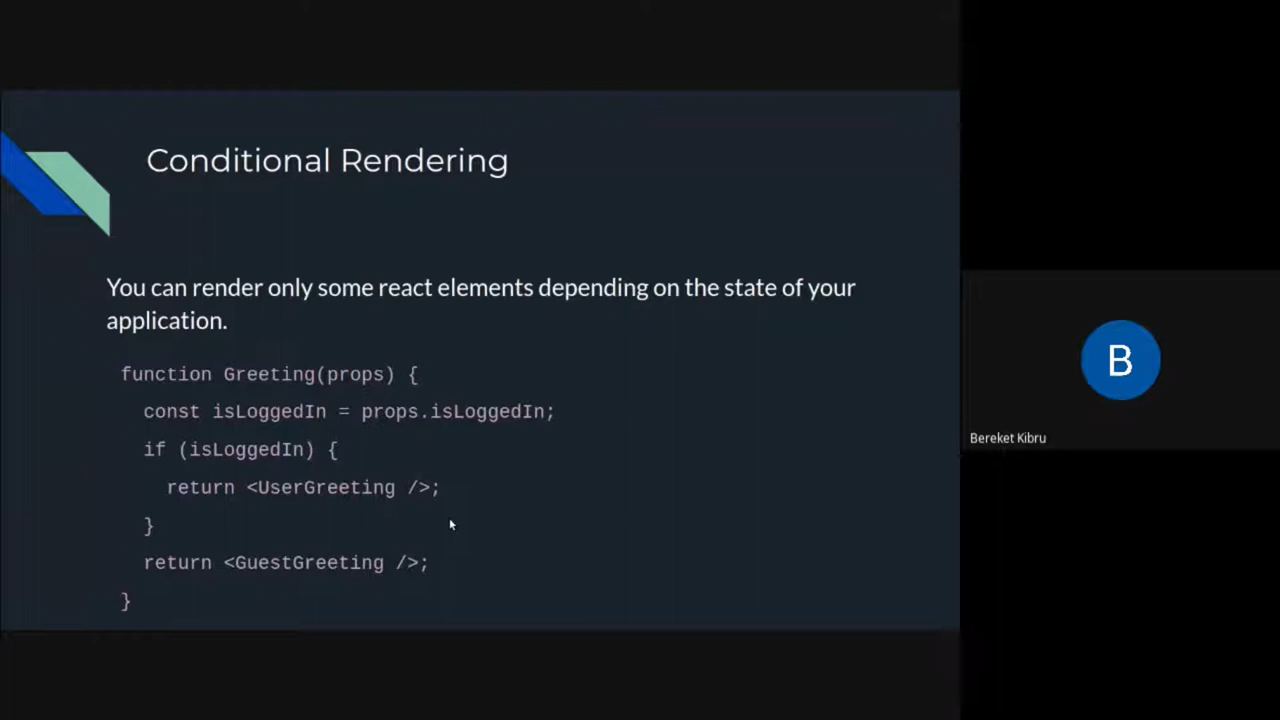 Conditional Rendering
You can render only some react elements depending on the state of your
application.
function Greeting(props) {
const isLoggedIn = props.isLoggedIn;
if (isLoggedIn) {
return <UserGreeting />;
}
return <GuestGreeting />;
}
B
Bereket Kibru